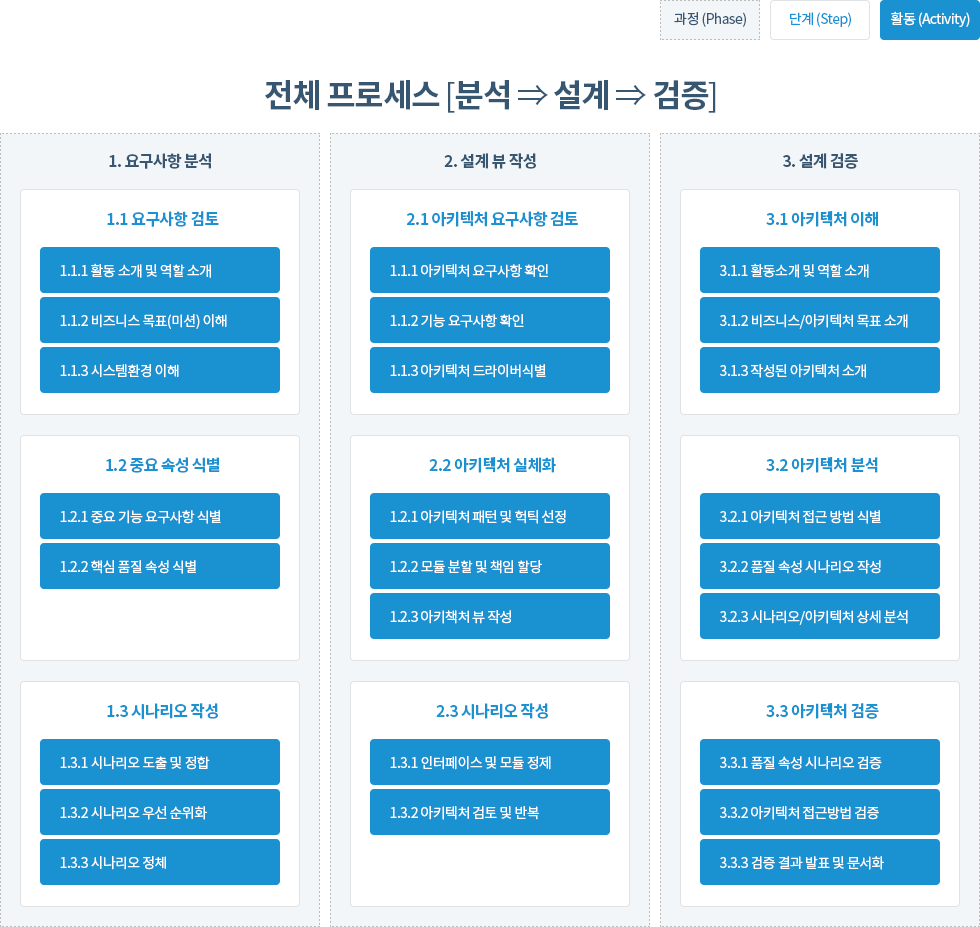 과정 (Phase)
단계 (Step)
활동 (Activity)
전체 프로세스 [분석 ⇒ 설계 ⇒ 검증]
1. 요구사항 분석
1.1 요구사항 검토
1.1.1 활동 소개 및 역할 소개
1.1.2 비즈니스 목표(미션) 이해
1.1.3 시스템환경 이해
1.2 중요 속성 식별
1.2.1 중요 기능 요구사항 식별
1.2.2 핵심 품질 속성 식별
1.3 시나리오 작성
1.3.1 시나리오 도출 및 정합
1.3.2 시나리오 우선 순위화
1.3.3 시나리오 정체
2. 설계 뷰 작성
2.1 아키텍처 요구사항 검토
1.1.1 아키텍처 요구사항 확인
1.1.2 기능 요구사항 확인
1.1.3 아키텍처 드라이버식별
2.2 아키텍처 실체화
1.2.1 아키텍처 패턴 및 헉틱 선정
1.2.2 모듈 분할 및 책임 할당
1.2.3 아키책처 뷰 작성
2.3 시나리오 작성
1.3.1 인터페이스 및 모듈 정제
1.3.2 아키텍처 검토 및 반복
3. 설계 검증
3.1 아키텍처 이해
3.1.1 활동소개 및 역할 소개
3.1.2 비즈니스/아키텍처 목표 소개
3.1.3 작성된 아키텍처 소개
3.2 아키텍처 분석
3.2.1 아키텍처 접근 방법 식별
3.2.2 품질 속성 시나리오 작성
3.2.3 시나리오/아키텍처 상세 분석
3.3 아키텍처 검증
3.3.1 품질 속성 시나리오 검증
3.3.2 아키텍처 접근방법 검증
3.3.3 검증 결과 발표 및 문서화